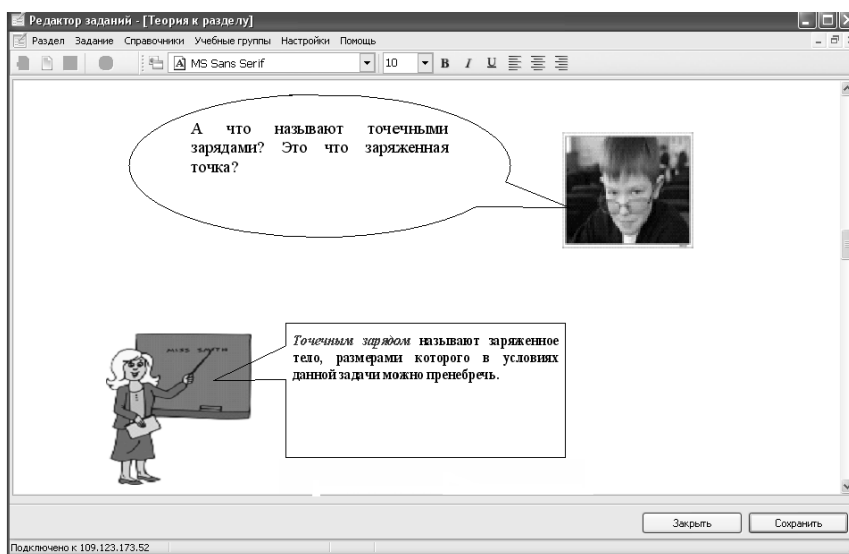 Редактор заданий - [Теория к разделу]
Раздел Задание Справочники Учебные группы Настройки Помощь
MS Sans Serif 10 B I U
А что называют точечными
зарядами? Это что заряженная
точка?
MISS SMITH
Точечным зарядом называют заряженное
тело, размерами которого в условиях
данной задачи можно пренебречь.
Закрыть Сохранить
Подключено к 109.123.173.52